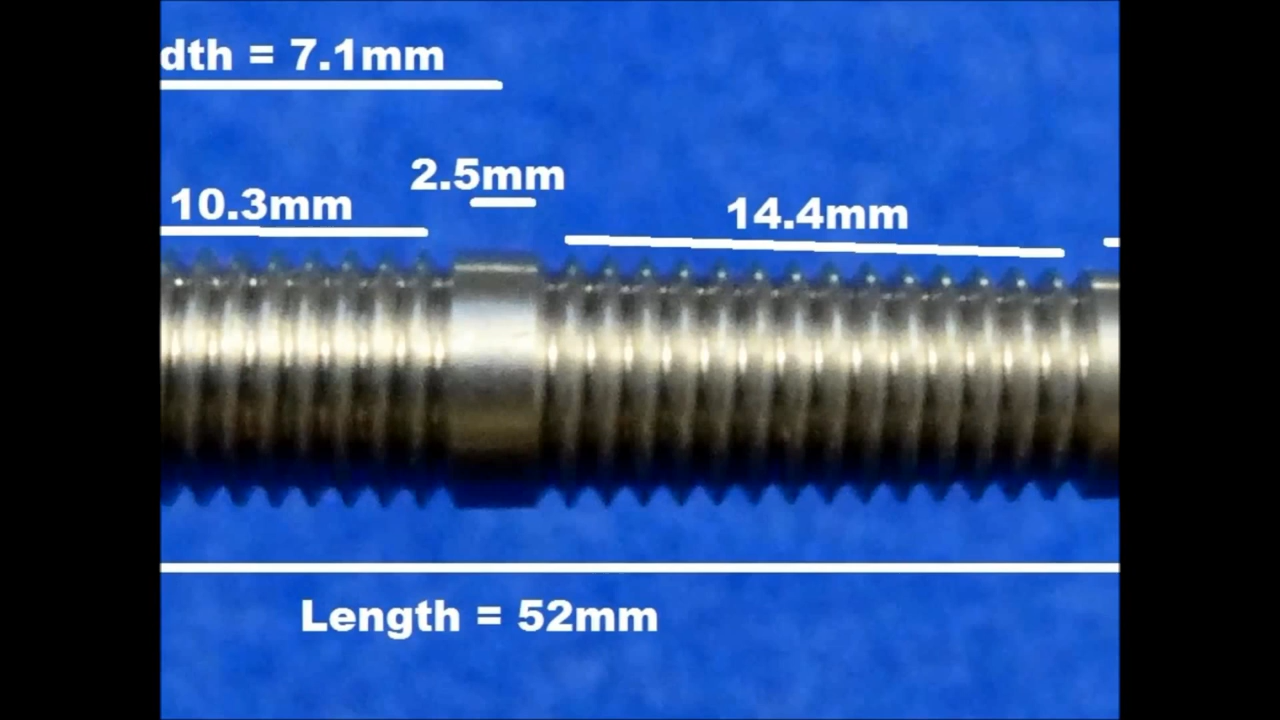 dth = 7.1mm
2.5mm
10.3mm
14.4mm
Length = 52mm